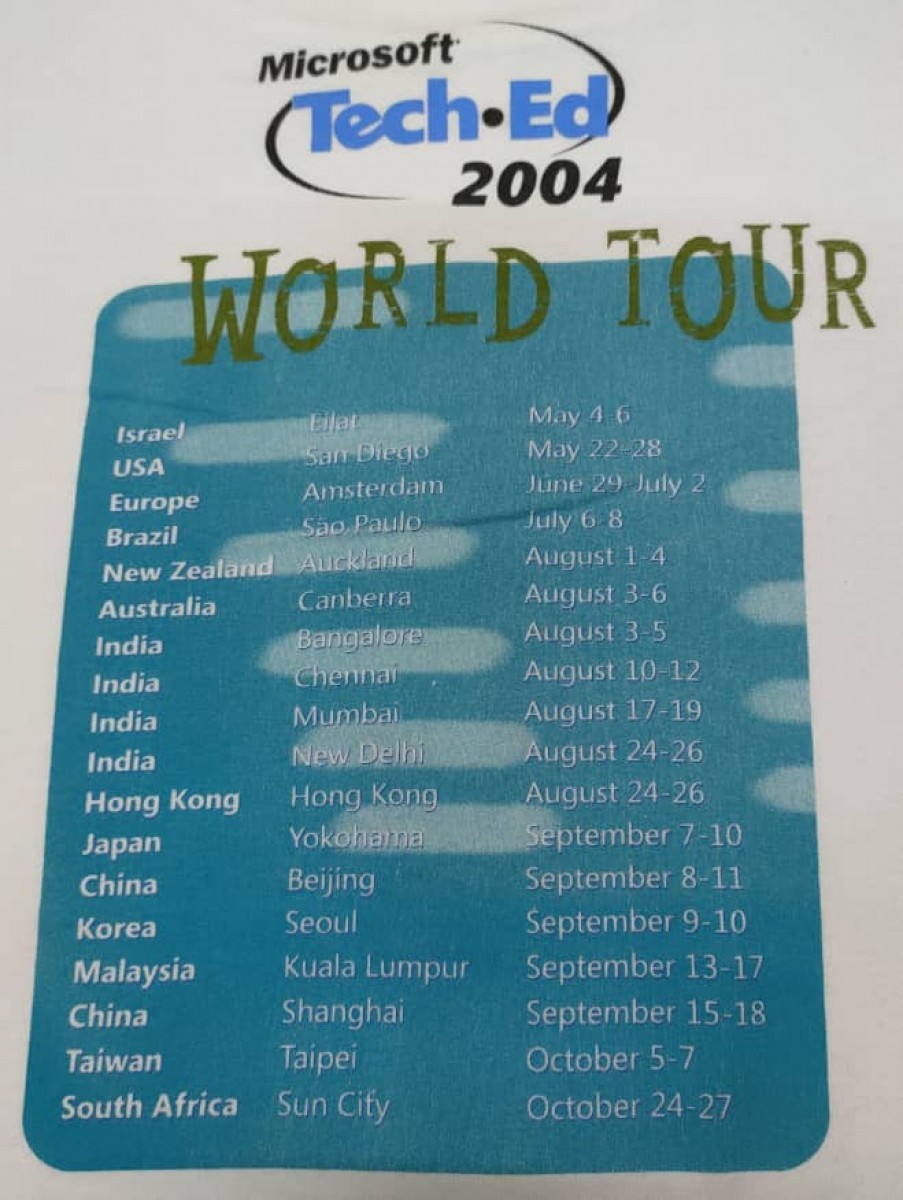 Microsoft
Tech•Ed
2004
WORLD TOUR
Israel Eilat May 4-6
USA San Diego May 22-28
Europe Amsterdam June 29-July 2
Brazil São Paulo July 6-8
New Zealand Auckland August 1-4
Australia Canberra August 3-6
India Bangalore August 3-5
India Chennai August 10-12
India Mumbai August 17-19
India New Delhi August 24-26
Hong Kong Hong Kong August 24-26
Japan Yokohama September 7-10
China Beijing September 8-11
Korea Seoul September 9-10
Malaysia Kuala Lumpur September 13-17
China Shanghai September 15-18
Taiwan Taipei October 5-7
South Africa Sun City October 24-27